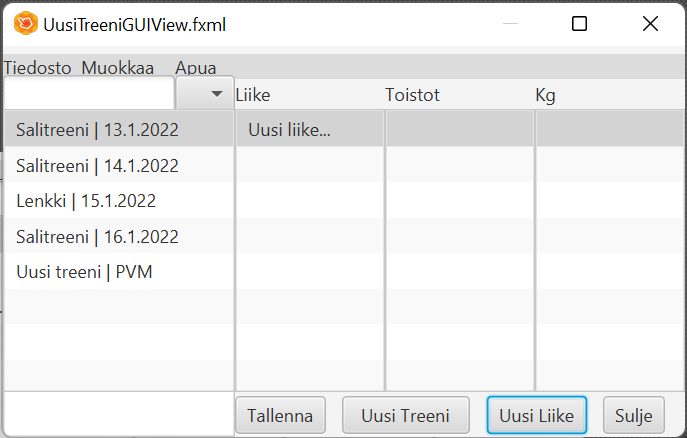 UusiTreeniGUIView.fxml
Tiedosto Muokkaa Apua
Liike Toistot Kg
Salitreeni | 13.1.2022 Uusi liike...
Salitreeni | 14.1.2022
Lenkki | 15.1.2022
Salitreeni | 16.1.2022
Uusi treeni | PVM
Tallenna Uusi Treeni Uusi Liike Sulje